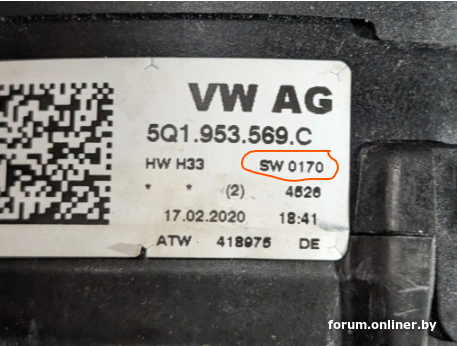 VW AG
5Q1.953.569.C
HW H33 SW 0170
* * (2) 4526
17.02.2020 18:41
ATW 418975 DE
forum.onliner.by